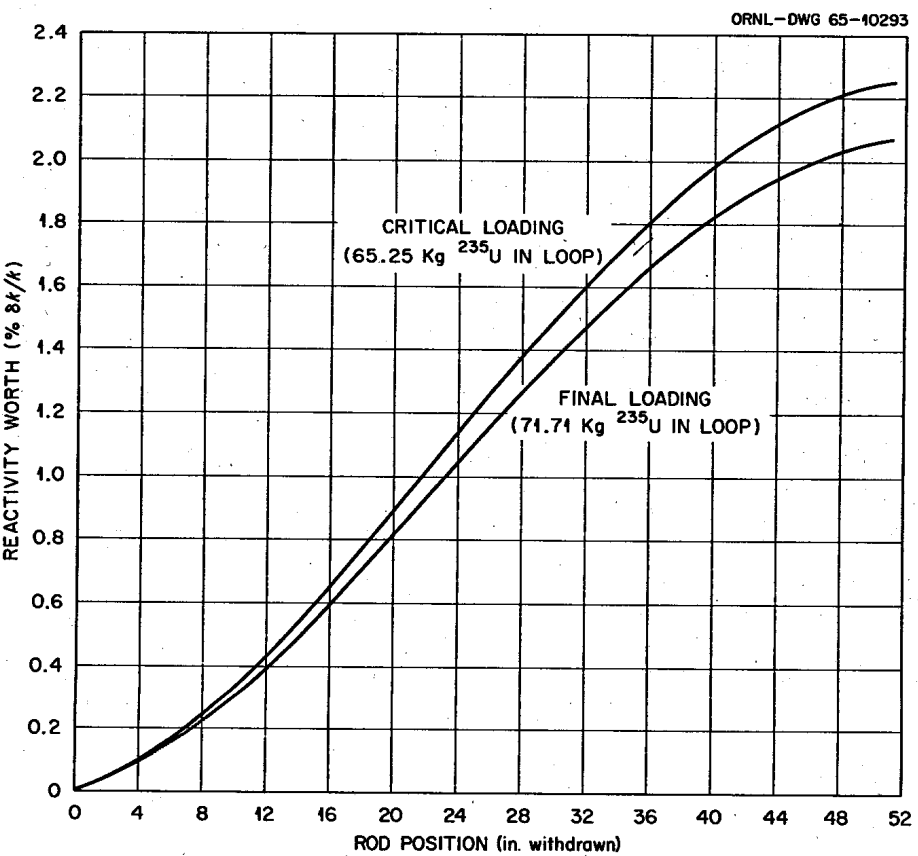 ORNL-DWG 65-10293
2.4
2.2
2.0
1.8
1.6
1.4
1.2
1.0
0.8
0.6
0.4
0.2
0
REACTIVITY WORTH (% δk/k)
CRITICAL LOADING
(65.25 Kg ²³⁵U IN LOOP)
FINAL LOADING
(71.71 Kg ²³⁵U IN LOOP)
0 4 8 12 16 20 24 28 32 36 40 44 48 52
ROD POSITION (in. withdrawn)